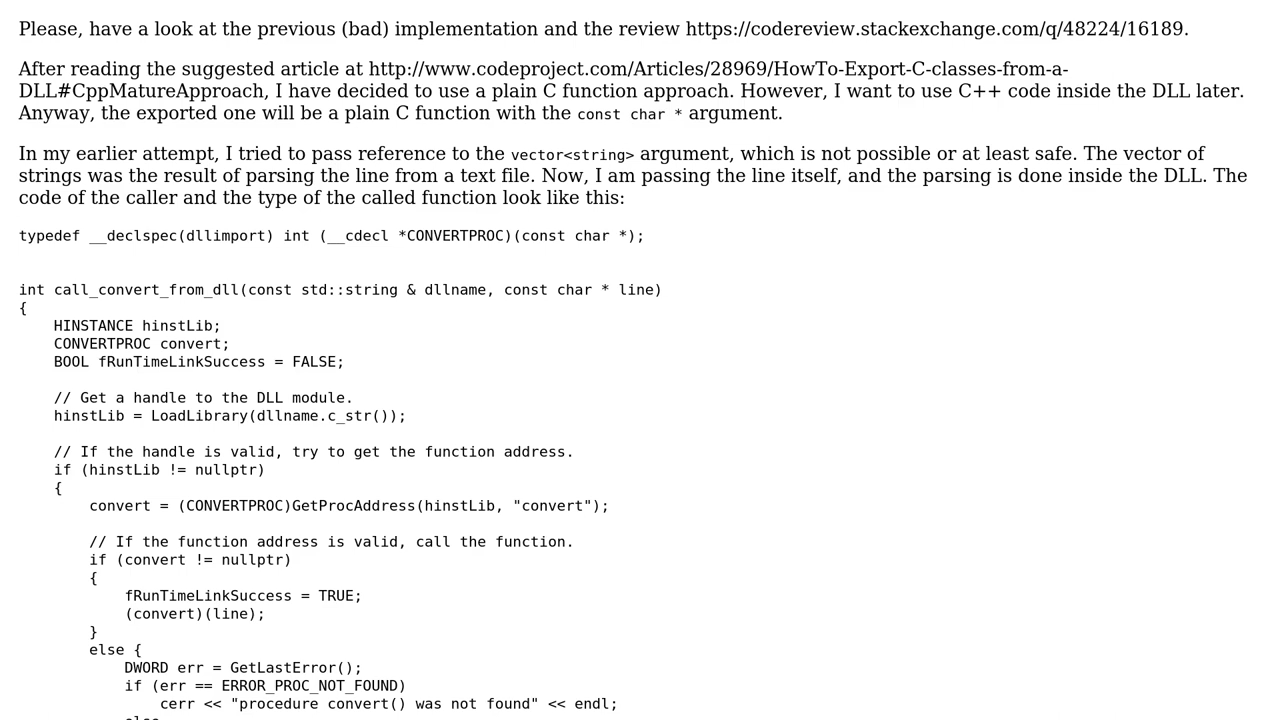 Please, have a look at the previous (bad) implementation and the review https://codereview.stackexchange.com/q/48224/16189.
After reading the suggested article at http://www.codeproject.com/Articles/28969/HowTo-Export-C-classes-from-a-
DLL#CppMatureApproach, I have decided to use a plain C function approach. However, I want to use C++ code inside the DLL later.
Anyway, the exported one will be a plain C function with the const char * argument.
In my earlier attempt, I tried to pass reference to the vector<string> argument, which is not possible or at least safe. The vector of
strings was the result of parsing the line from a text file. Now, I am passing the line itself, and the parsing is done inside the DLL. The
code of the caller and the type of the called function look like this:
typedef __declspec(dllimport) int (__cdecl *CONVERTPROC)(const char *);
int call_convert_from_dll(const std::string & dllname, const char * line)
{
    HINSTANCE hinstLib;
    CONVERTPROC convert;
    BOOL fRunTimeLinkSuccess = FALSE;
    // Get a handle to the DLL module.
    hinstLib = LoadLibrary(dllname.c_str());
    // If the handle is valid, try to get the function address.
    if (hinstLib != nullptr)
    {
        convert = (CONVERTPROC)GetProcAddress(hinstLib, "convert");
        // If the function address is valid, call the function.
        if (convert != nullptr)
        {
            fRunTimeLinkSuccess = TRUE;
            (convert)(line);
        }
        else {
            DWORD err = GetLastError();
            if (err == ERROR_PROC_NOT_FOUND)
                cerr << "procedure convert() was not found" << endl;